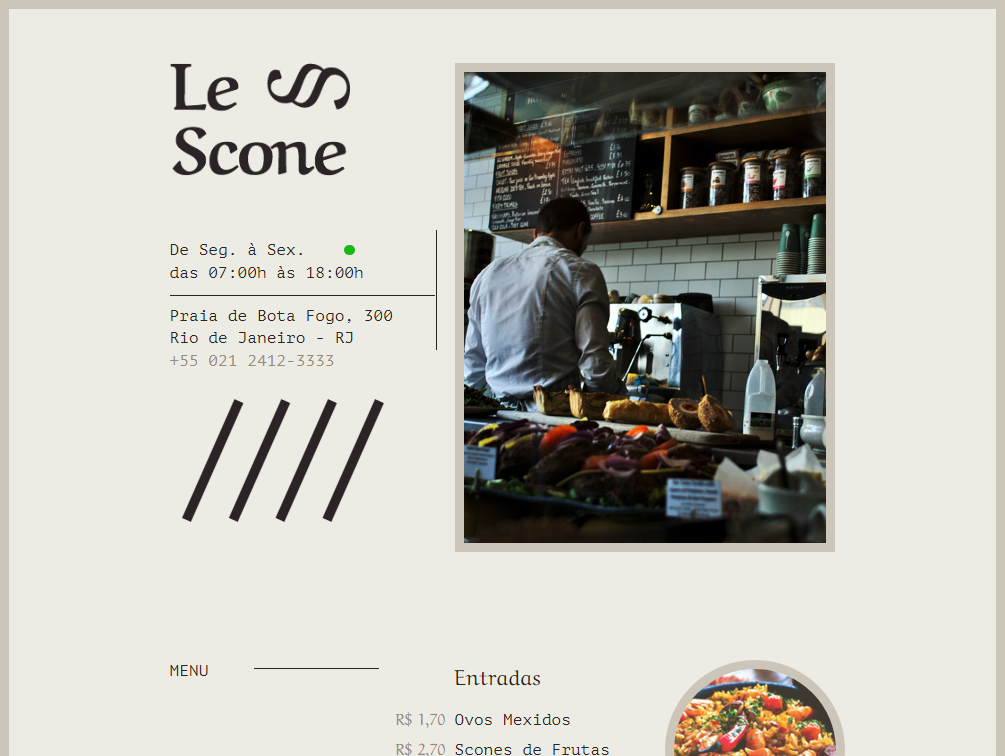 Le
Scone
De Seg. à Sex.
das 07:00h às 18:00h
Praia de Bota Fogo, 300
Rio de Janeiro - RJ
+55 021 2412-3333
MENU
Entradas
R$ 1,70 Ovos Mexidos
R$ 2,70 Scones de Frutas